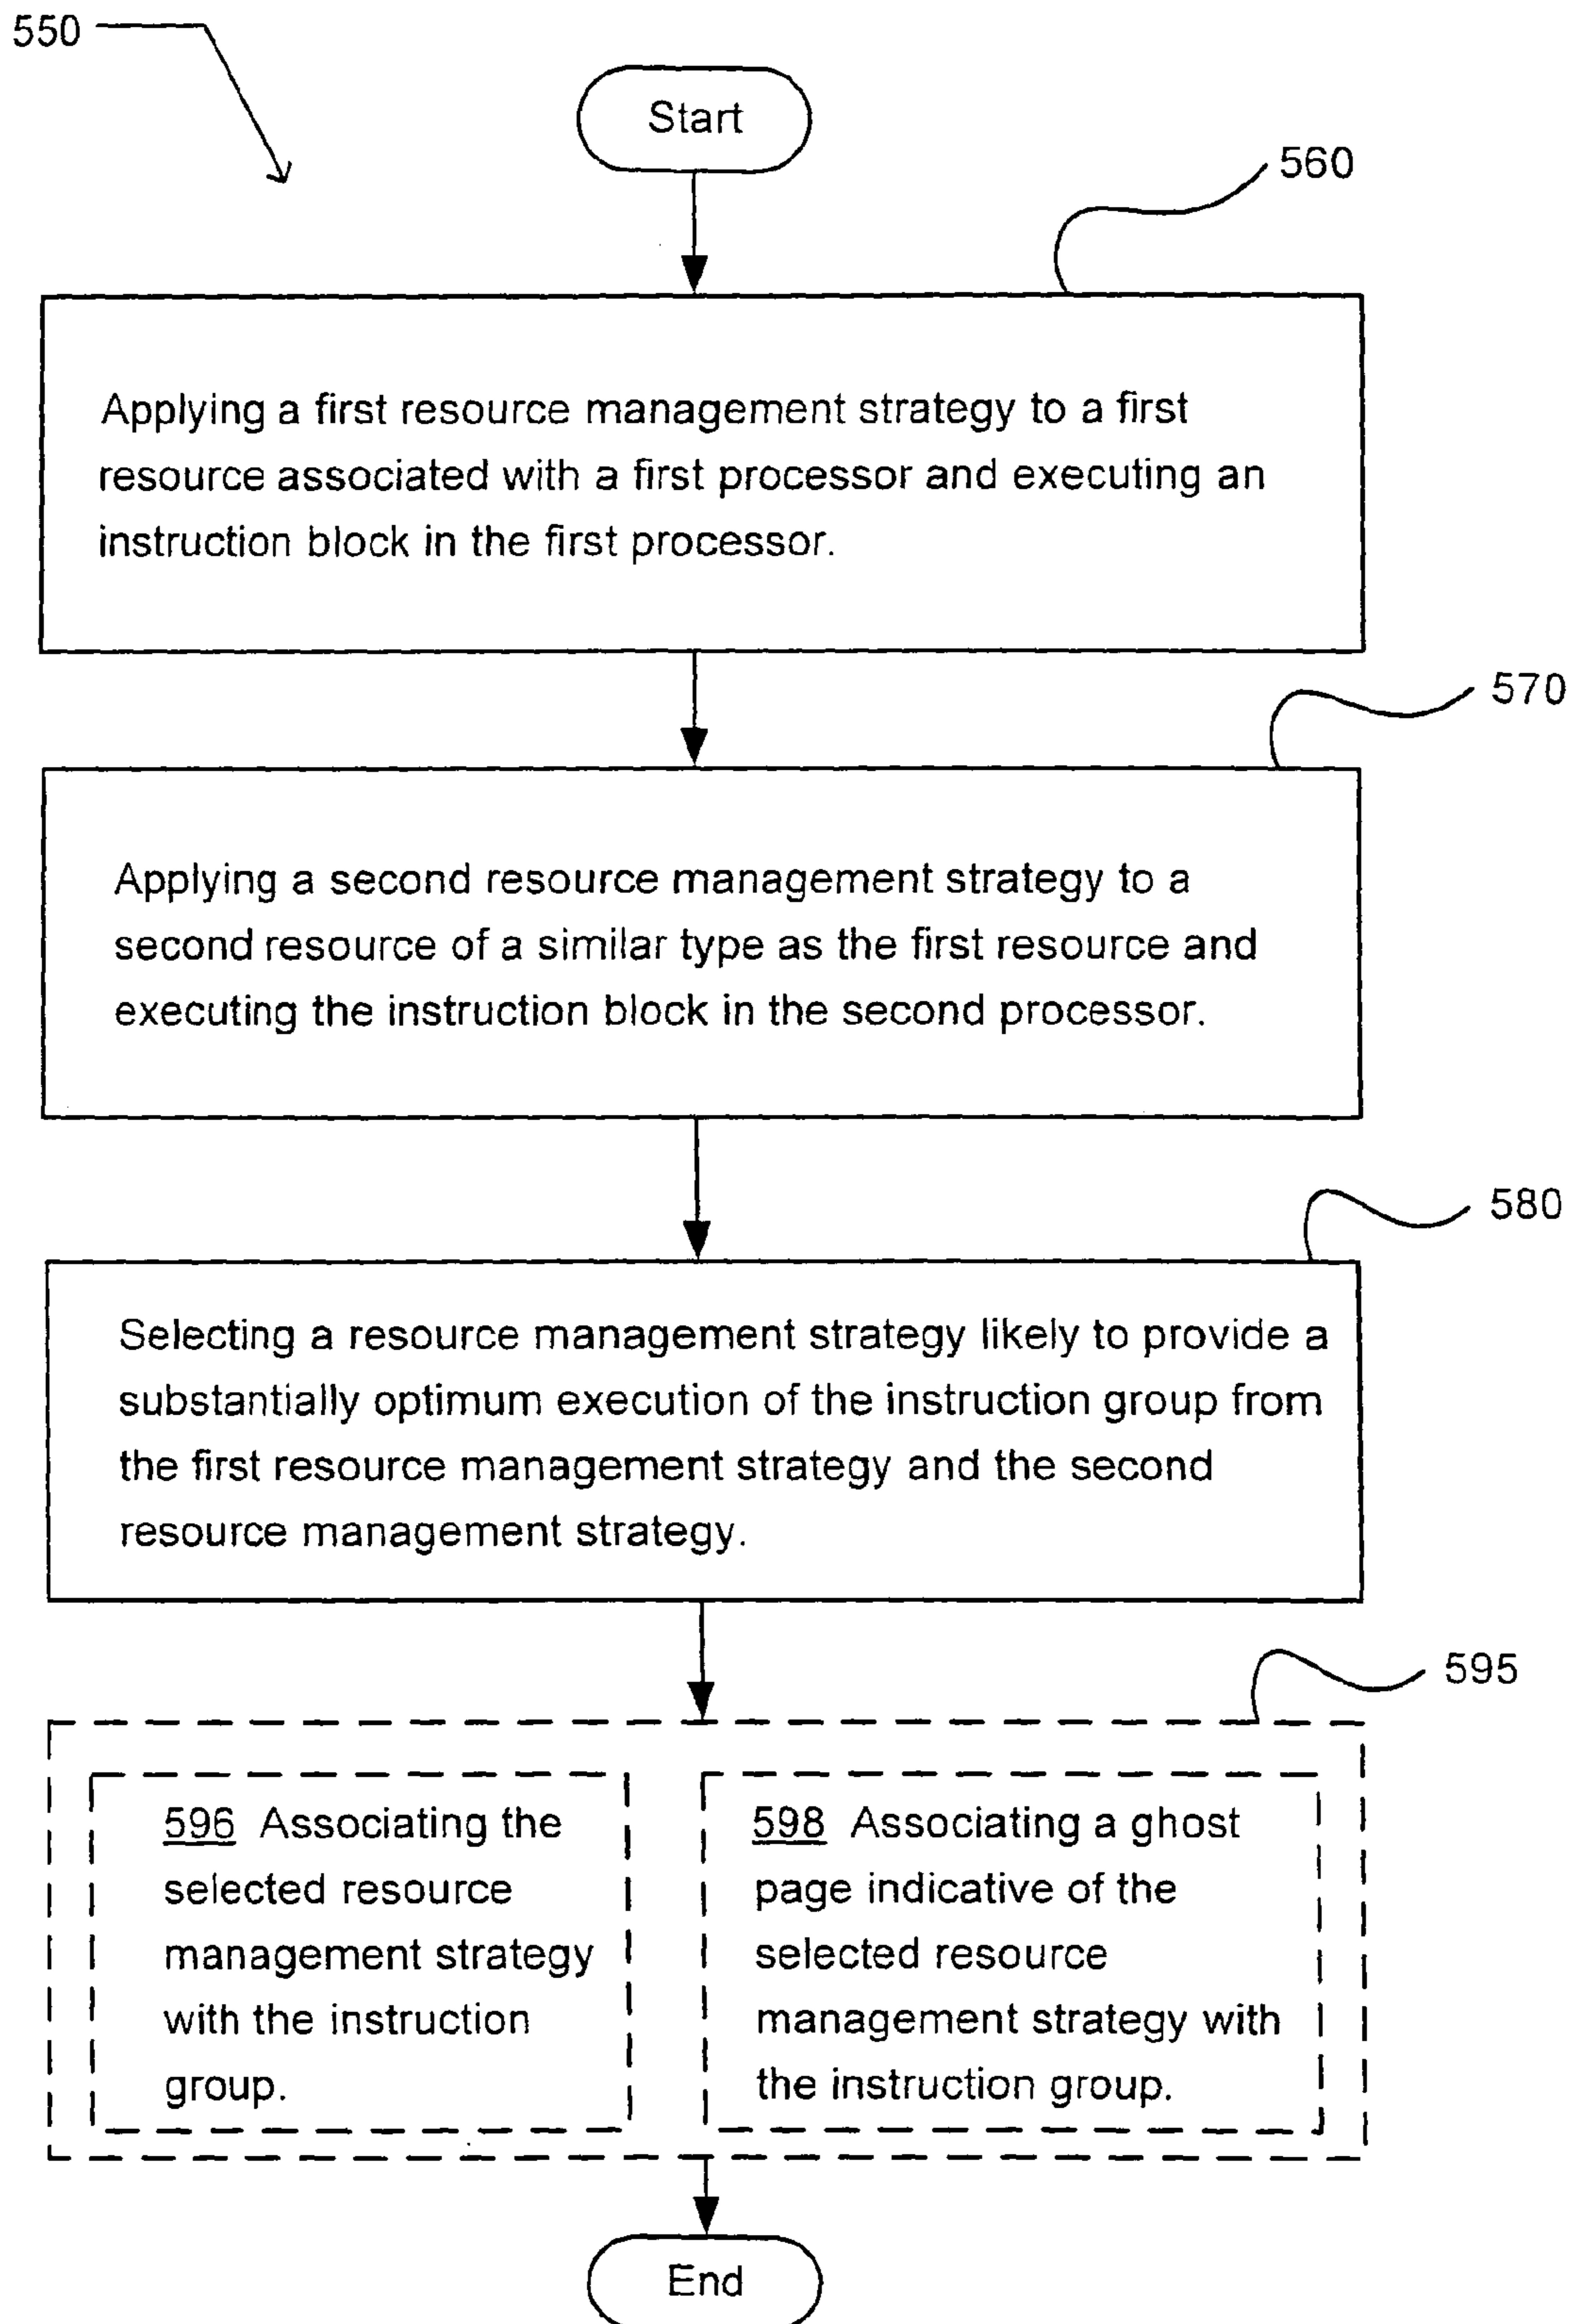 550
Start
560
Applying a first resource management strategy to a first
resource associated with a first processor and executing an
instruction block in the first processor.
570
Applying a second resource management strategy to a
second resource of a similar type as the first resource and
executing the instruction block in the second processor.
580
Selecting a resource management strategy likely to provide a
substantially optimum execution of the instruction group from
the first resource management strategy and the second
resource management strategy.
595
596 Associating the
selected resource
management strategy
with the instruction
group.
598 Associating a ghost
page indicative of the
selected resource
management strategy with
the instruction group.
End